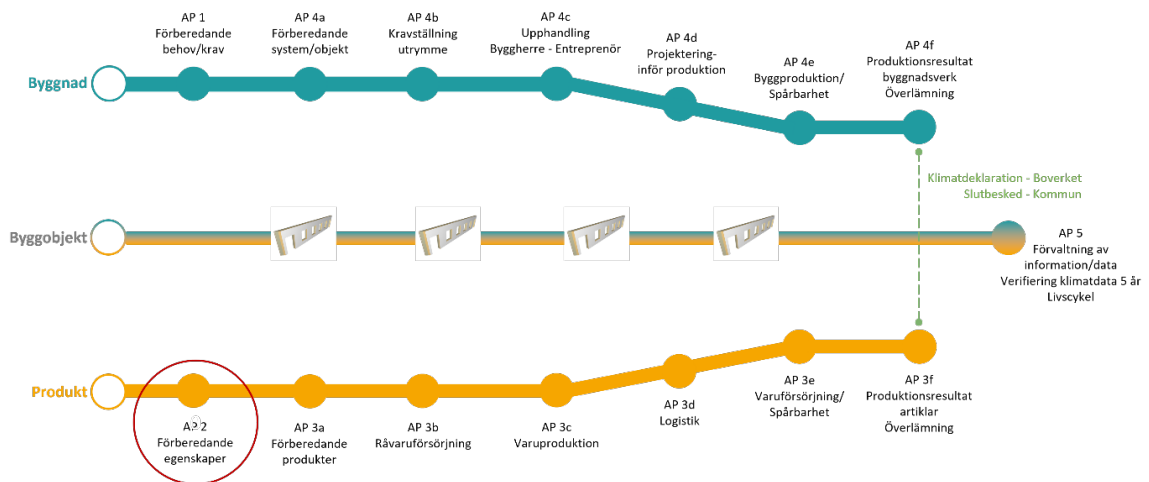 AP 1
Förberedande
behov/krav
AP 4a
Förberedande
system/objekt
AP 4b
Kravställning
utrymme
AP 4c
Upphandling
Byggherre - Entreprenör
AP 4d
Projektering-
inför produktion
AP 4e
Byggproduktion/
Spårbarhet
AP 4f
Produktionsresultat
byggnadsverk
Överlämning
Byggnad
Klimatdeklaration - Boverket
Slutbesked - Kommun
Byggobjekt
AP 5
Förvaltning av
information/data
Verifiering klimatdata 5 år
Livscykel
Produkt
AP 2
Förberedande
egenskaper
AP 3a
Förberedande
produkter
AP 3b
Råvaruförsörjning
AP 3c
Varuproduktion
AP 3d
Logistik
AP 3e
Varuförsörjning/
Spårbarhet
AP 3f
Produktionsresultat
artiklar
Överlämning